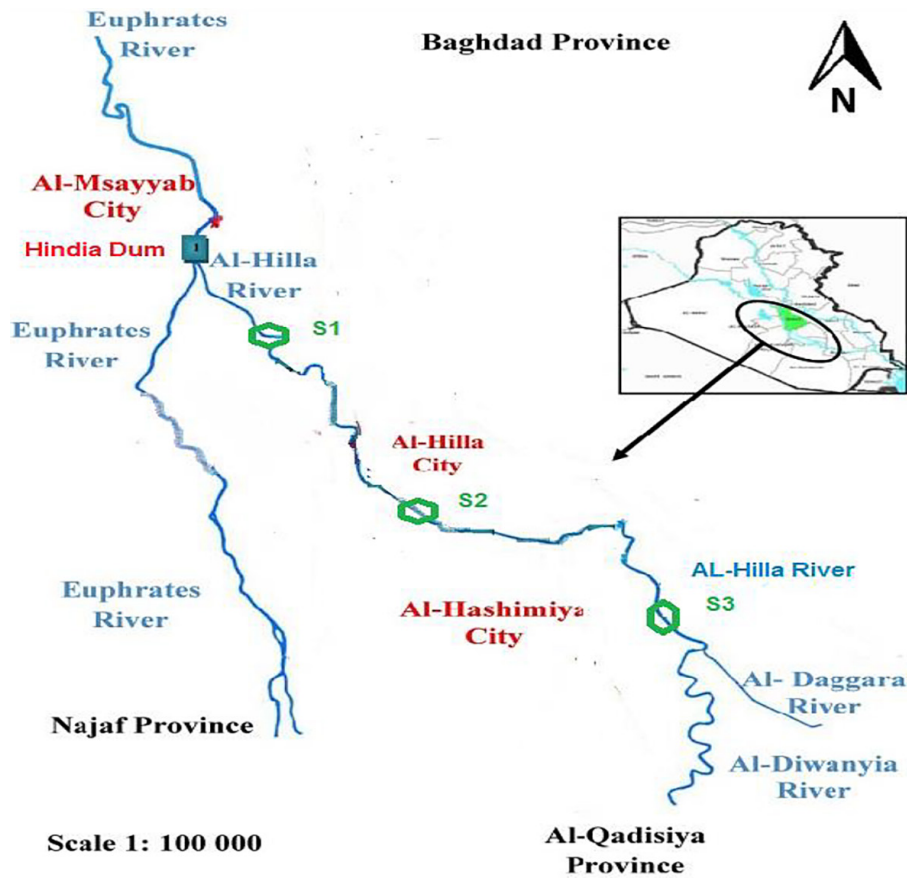 Euphrates
River
Baghdad Province
N
Al-Msayyab
City
Hindia Dum
1
Al-Hilla
River
Euphrates
River
S1
Al-Hilla
City
S2
AL-Hilla River
S3
Euphrates
River
Al-Hashimiya
City
Al- Daggara
River
Najaf Province
Al-Diwanyia
River
Scale 1: 100 000
Al-Qadisiya
Province